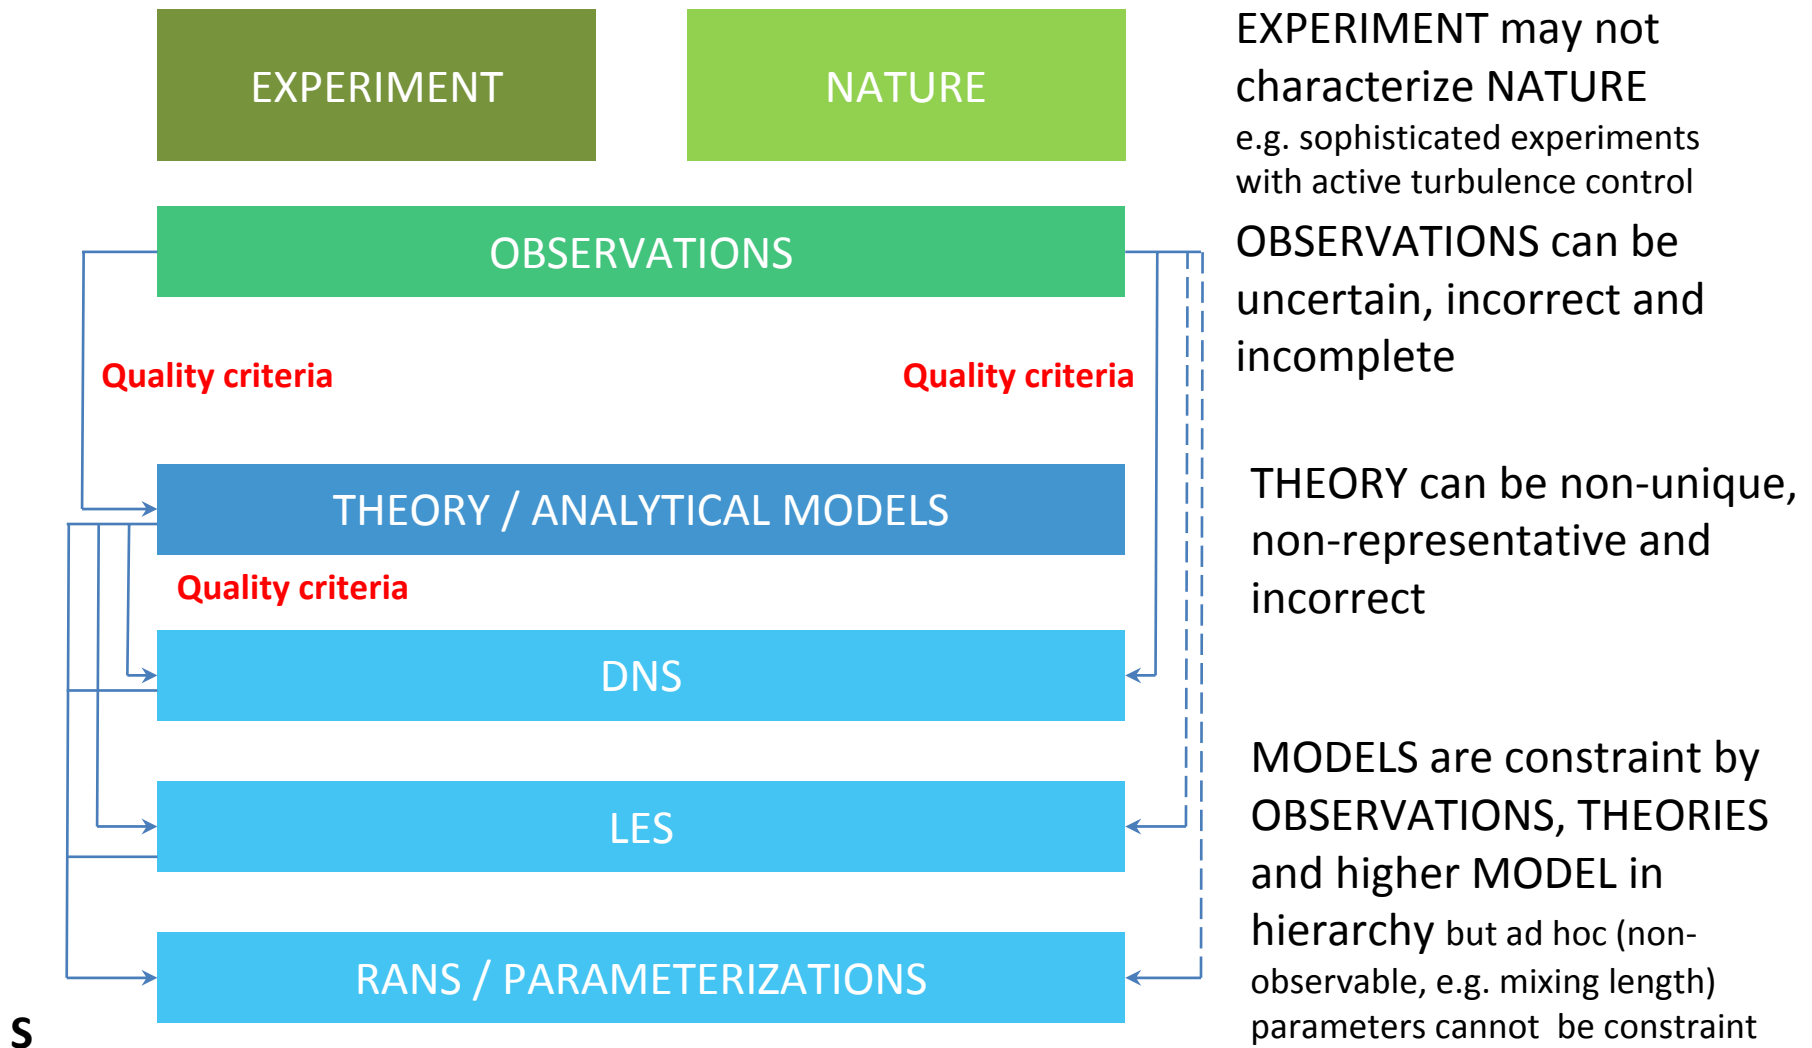 EXPERIMENT
NATURE
EXPERIMENT may not
characterize NATURE
e.g. sophisticated experiments
with active turbulence control
OBSERVATIONS
OBSERVATIONS can be
uncertain, incorrect and
incomplete
Quality criteria
Quality criteria
THEORY / ANALYTICAL MODELS
THEORY can be non-unique,
non-representative and
incorrect
Quality criteria
DNS
LES
RANS / PARAMETERIZATIONS
MODELS are constraint by
OBSERVATIONS, THEORIES
and higher MODEL in
hierarchy but ad hoc (non-
observable, e.g. mixing length)
parameters cannot  be constraint
S